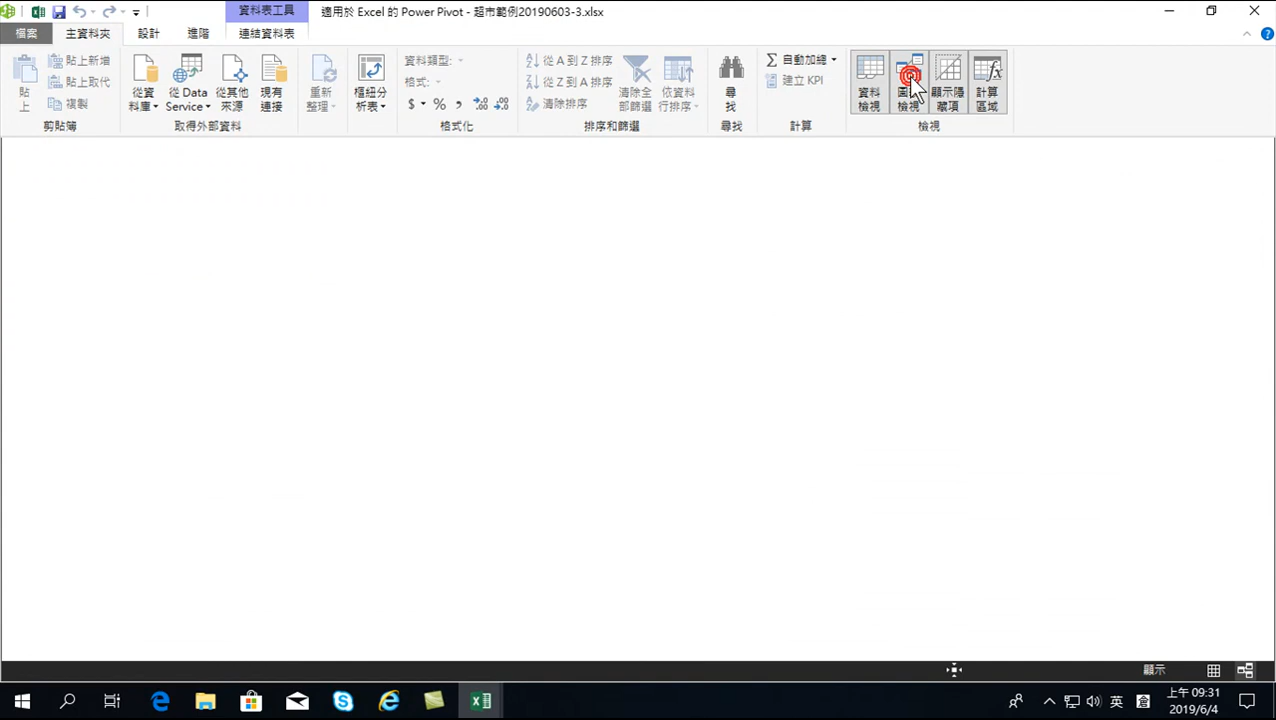 資料表工具
適用於 Excel 的 Power Pivot - 超市範例20190603-3.xlsx
檔案
主資料夾
設計
進階
連結資料表
貼上
貼上新增
貼上取代
複製
剪貼簿
從資料庫
從 Data Service
從其他來源
現有連接
取得外部資料
重新整理
樞紐分析表
資料類型:
格式:
$ % ,
格式化
從 A 到 Z 排序
從 Z 到 A 排序
清除排序
清除全部篩選
依資料行排序
排序和篩選
尋找
尋找
Σ 自動加總
建立 KPI
計算
資料檢視
檢視
顯示隱藏項
計算區域
檢視
顯示
英
上午 09:31
2019/6/4